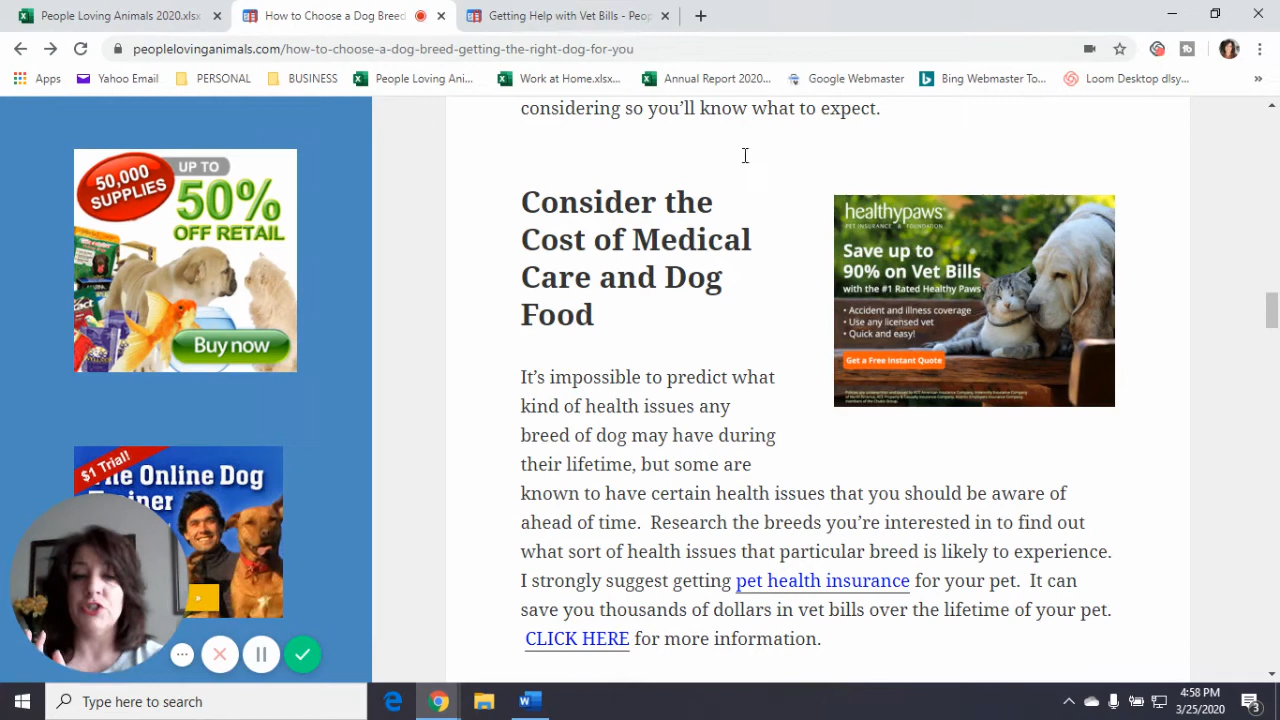 People Loving Animals 2020.xlsx
How to Choose a Dog Breed
Getting Help with Vet Bills - Peop
peoplelovinganimals.com/how-to-choose-a-dog-breed-getting-the-right-dog-for-you
Apps
Yahoo Email
PERSONAL
BUSINESS
People Loving Ani...
Work at Home.xlsx...
Annual Report 2020...
Google Webmaster
Bing Webmaster To...
Loom Desktop dlsy...
considering so you'll know what to expect.
50,000
SUPPLIES
UP TO
50%
OFF RETAIL
Buy now
Consider the
Cost of Medical
Care and Dog
Food
healthypaws
PET INSURANCE & FOUNDATION
Save up to
90% on Vet Bills
with the #1 Rated Healthy Paws
• Accident and illness coverage
• Use any licensed vet
• Quick and easy!
Get a Free Instant Quote
It's impossible to predict what
kind of health issues any
breed of dog may have during
their lifetime, but some are
known to have certain health issues that you should be aware of
ahead of time. Research the breeds you're interested in to find out
what sort of health issues that particular breed is likely to experience.
I strongly suggest getting pet health insurance for your pet. It can
save you thousands of dollars in vet bills over the lifetime of your pet.
CLICK HERE for more information.
$1 Trial!
The Online Dog
Trainer
Type here to search
4:58 PM
3/25/2020
3